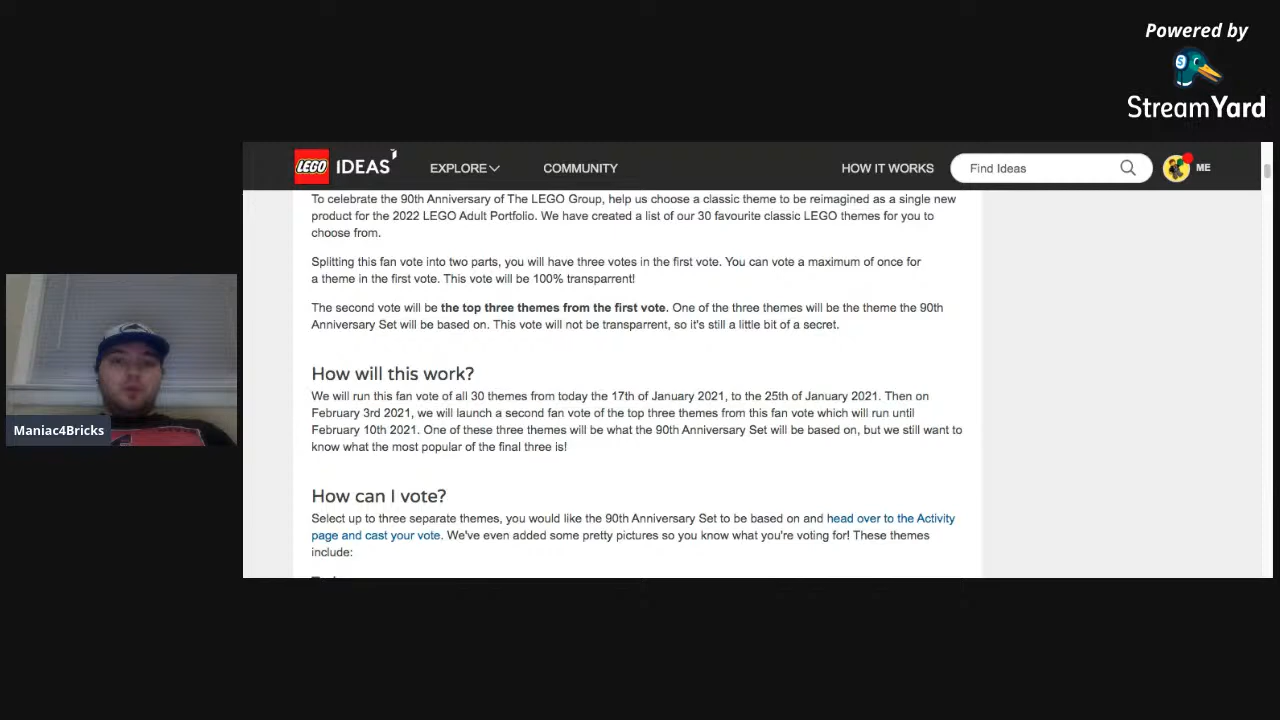 Powered by
StreamYard
LEGO IDEAS EXPLORE COMMUNITY HOW IT WORKS Find Ideas ME
To celebrate the 90th Anniversary of The LEGO Group, help us choose a classic theme to be reimagined as a single new
product for the 2022 LEGO Adult Portfolio. We have created a list of our 30 favourite classic LEGO themes for you to
choose from.
Splitting this fan vote into two parts, you will have three votes in the first vote. You can vote a maximum of once for
a theme in the first vote. This vote will be 100% transparrent!
The second vote will be the top three themes from the first vote. One of the three themes will be the theme the 90th
Anniversary Set will be based on. This vote will not be transparrent, so it's still a little bit of a secret.
How will this work?
We will run this fan vote of all 30 themes from today the 17th of January 2021, to the 25th of January 2021. Then on
February 3rd 2021, we will launch a second fan vote of the top three themes from this fan vote which will run until
February 10th 2021. One of these three themes will be what the 90th Anniversary Set will be based on, but we still want to
know what the most popular of the final three is!
How can I vote?
Select up to three separate themes, you would like the 90th Anniversary Set to be based on and head over to the Activity
page and cast your vote. We've even added some pretty pictures so you know what you're voting for! These themes
include:
Maniac4Bricks